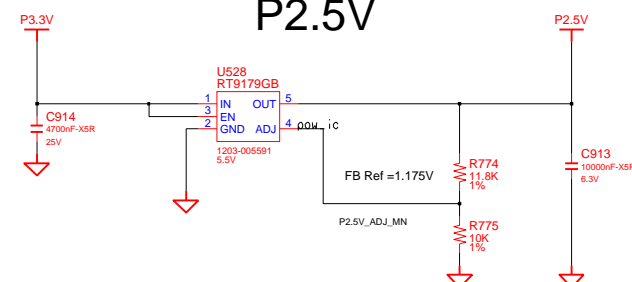 P2.5V
P3.3V
P2.5V
U528
RT9179GB
1 IN OUT 5
3 EN
2 GND ADJ 4 pow_ic
1203-005591
5.5V
C914
4700nF-X5R
25V
FB Ref =1.175V
R774
11.8K
1%
C913
10000nF-X5R
6.3V
P2.5V_ADJ_MN
R775
10K
1%